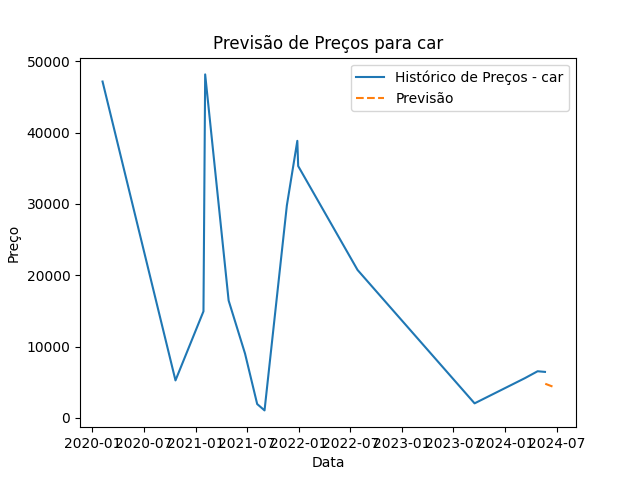 Previsão de Preços para car
Histórico de Preços - car
Previsão
Preço
50000
40000
30000
20000
10000
0
2020-01 2020-07 2021-01 2021-07 2022-01 2022-07 2023-01 2023-07 2024-01 2024-07
Data